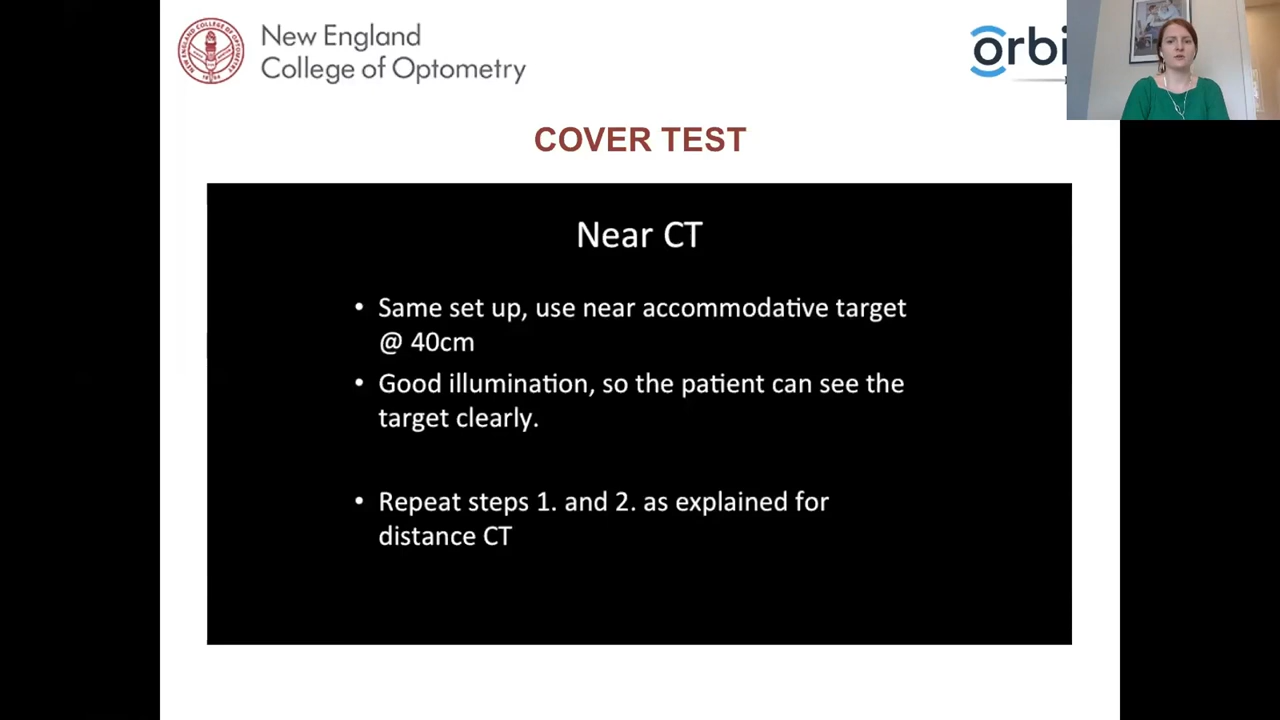 New England
College of Optometry
orbi
COVER TEST
Near CT
• Same set up, use near accommodative target
@ 40cm
• Good illumination, so the patient can see the
target clearly.
• Repeat steps 1. and 2. as explained for
distance CT